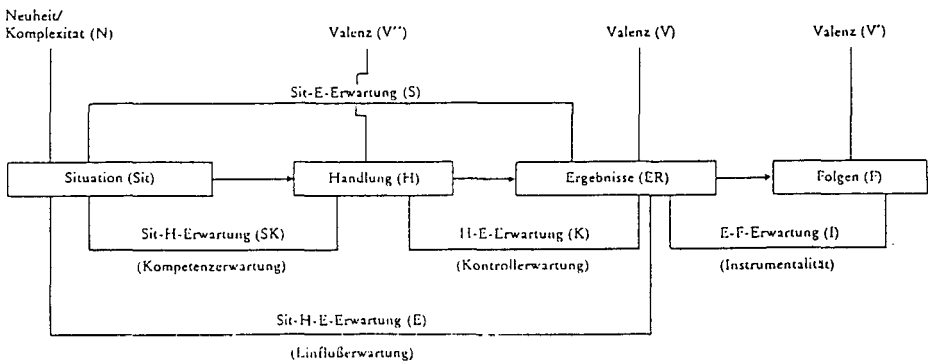 Neuheit/
Komplexität (N)
Valenz (V'')
Valenz (V)
Valenz (V')
Sit-E-Erwartung (S)
Situation (Sit)
Handlung (H)
Ergebnisse (ER)
Folgen (F)
Sit-H-Erwartung (SK)
H-E-Erwartung (K)
E-F-Erwartung (I)
(Kompetenzerwartung)
(Kontrollerwartung)
(Instrumentalität)
Sit-H-E-Erwartung (E)
(Einflußerwartung)